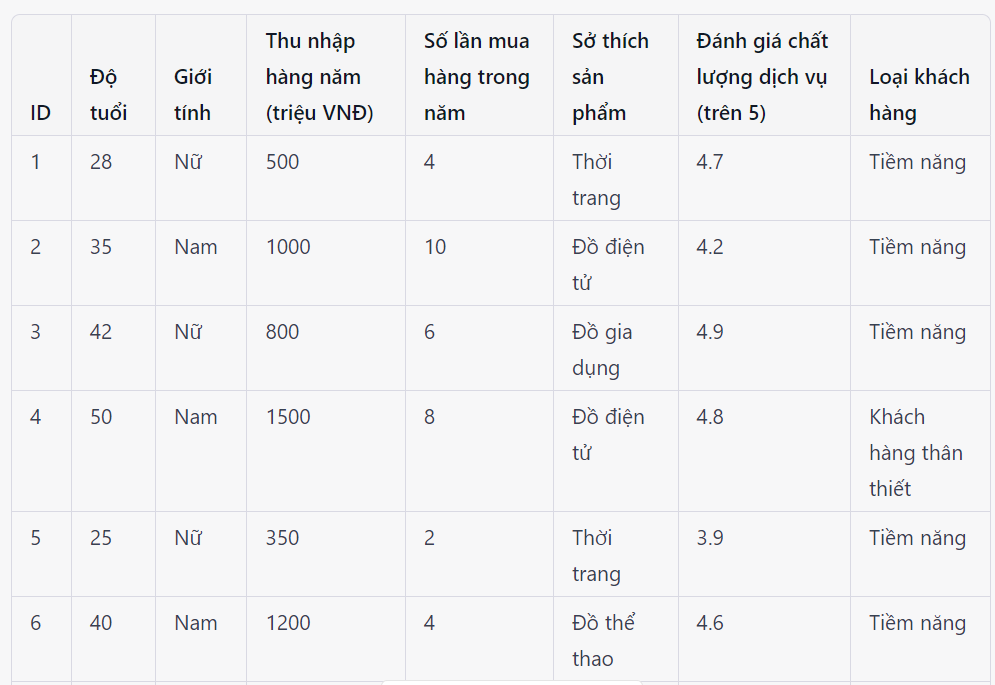 ID	Độ tuổi	Giới tính	Thu nhập hàng năm (triệu VNĐ)	Số lần mua hàng trong năm	Sở thích sản phẩm	Đánh giá chất lượng dịch vụ (trên 5)	Loại khách hàng
1	28	Nữ	500	4	Thời trang	4.7	Tiềm năng
2	35	Nam	1000	10	Đồ điện tử	4.2	Tiềm năng
3	42	Nữ	800	6	Đồ gia dụng	4.9	Tiềm năng
4	50	Nam	1500	8	Đồ điện tử	4.8	Khách hàng thân thiết
5	25	Nữ	350	2	Thời trang	3.9	Tiềm năng
6	40	Nam	1200	4	Đồ thể thao	4.6	Tiềm năng